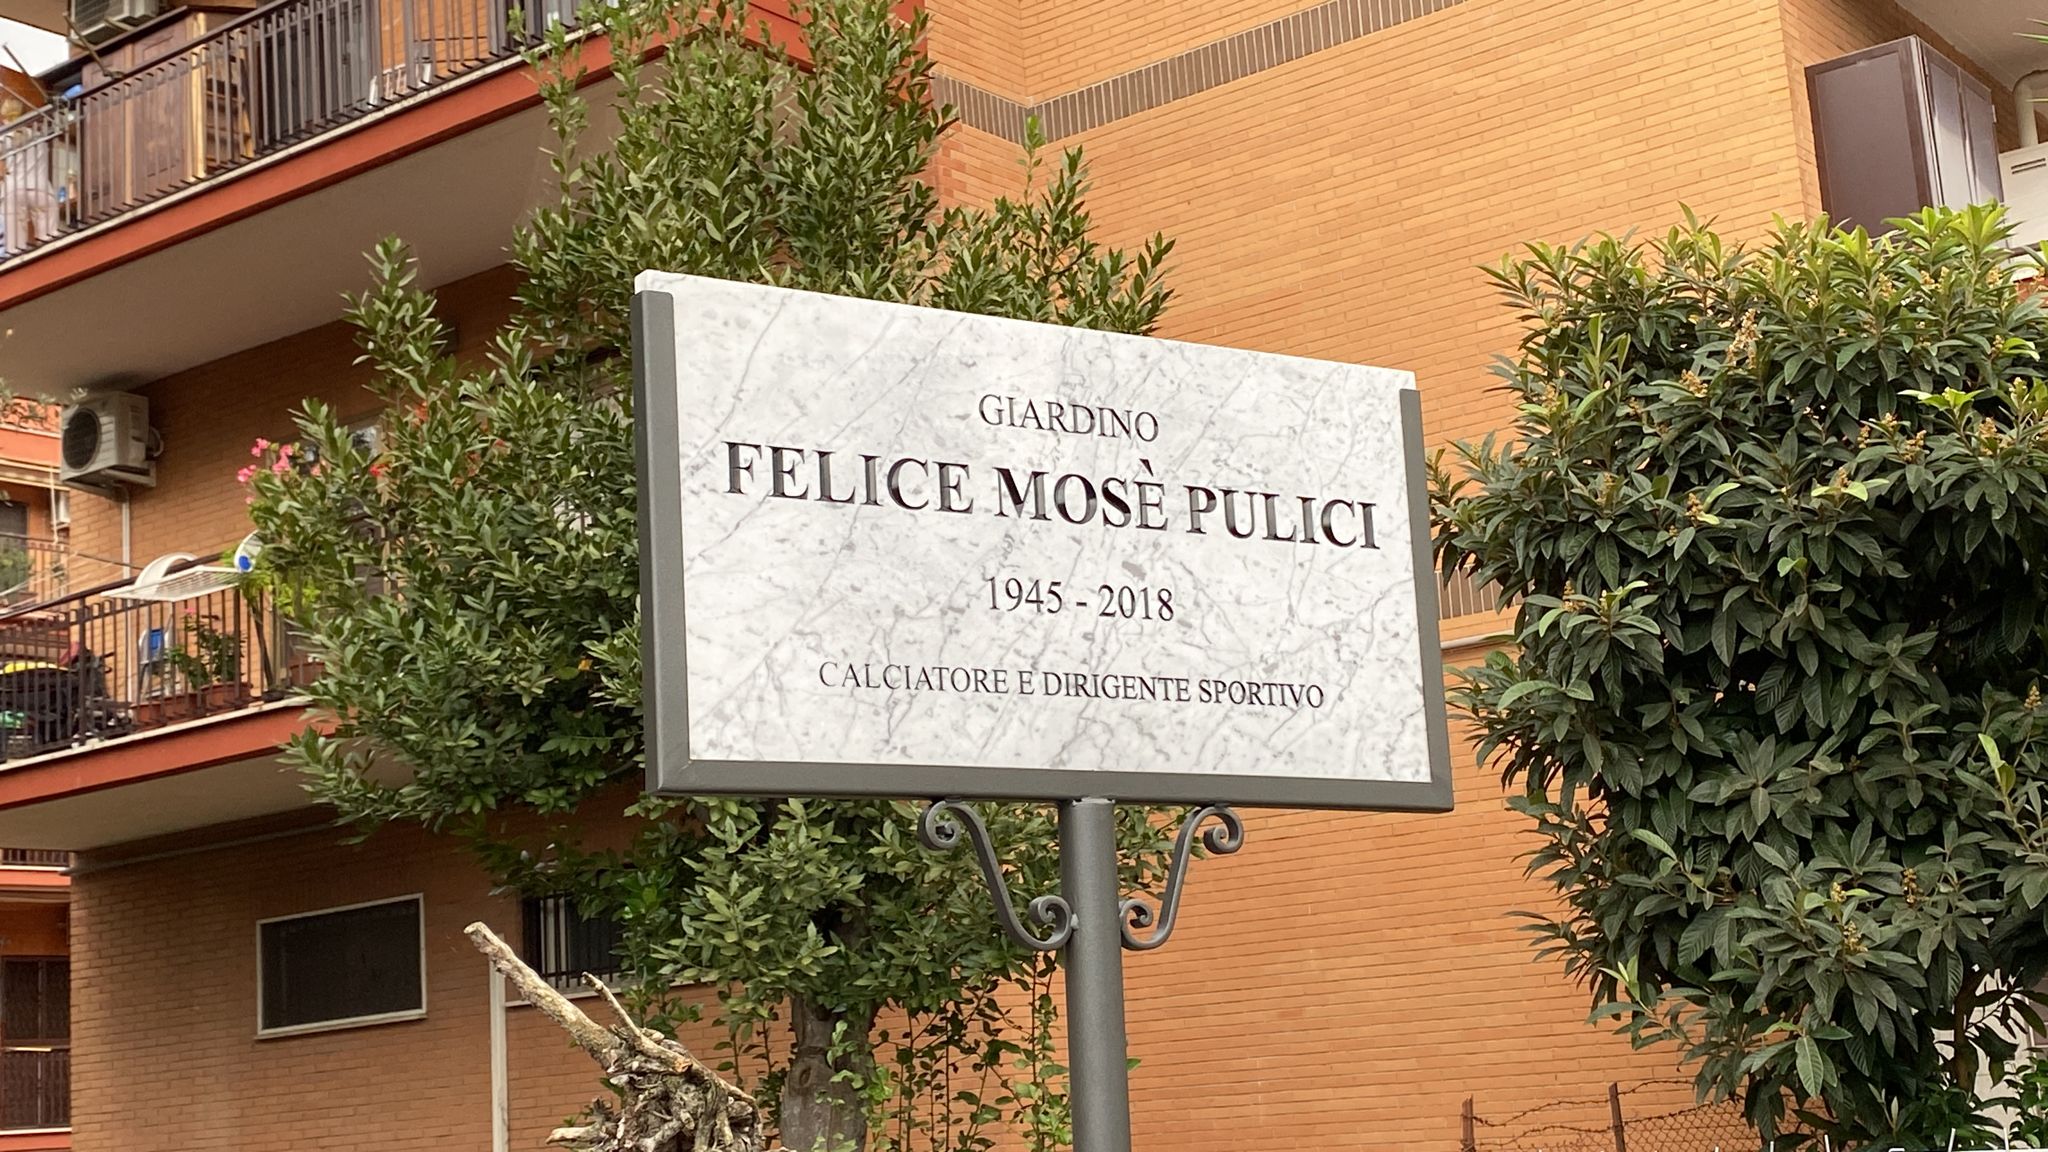 GIARDINO
FELICE MOSÈ PULICI
1945 - 2018
CALCIATORE E DIRIGENTE SPORTIVO